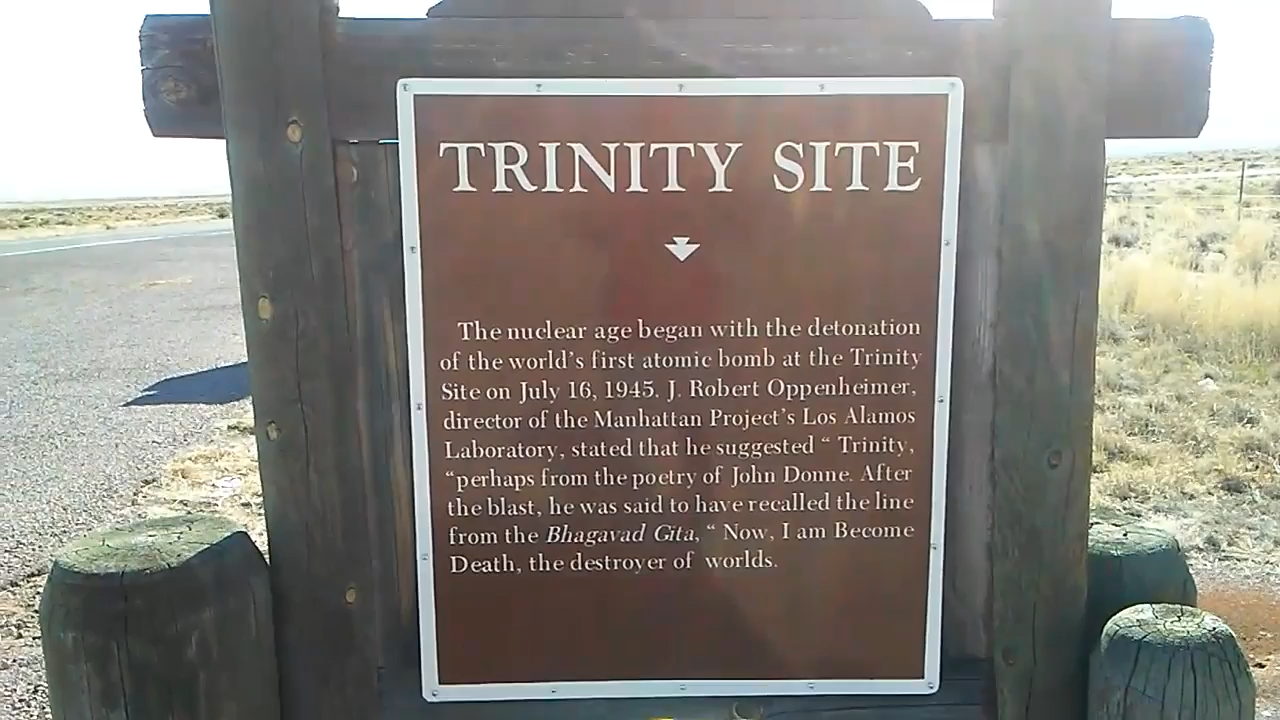 TRINITY SITE
The nuclear age began with the detonation
of the world's first atomic bomb at the Trinity
Site on July 16, 1945. J. Robert Oppenheimer,
director of the Manhattan Project's Los Alamos
Laboratory, stated that he suggested “ Trinity,
“perhaps from the poetry of John Donne. After
the blast, he was said to have recalled the line
from the Bhagavad Gita, “ Now, I am Become
Death, the destroyer of worlds.